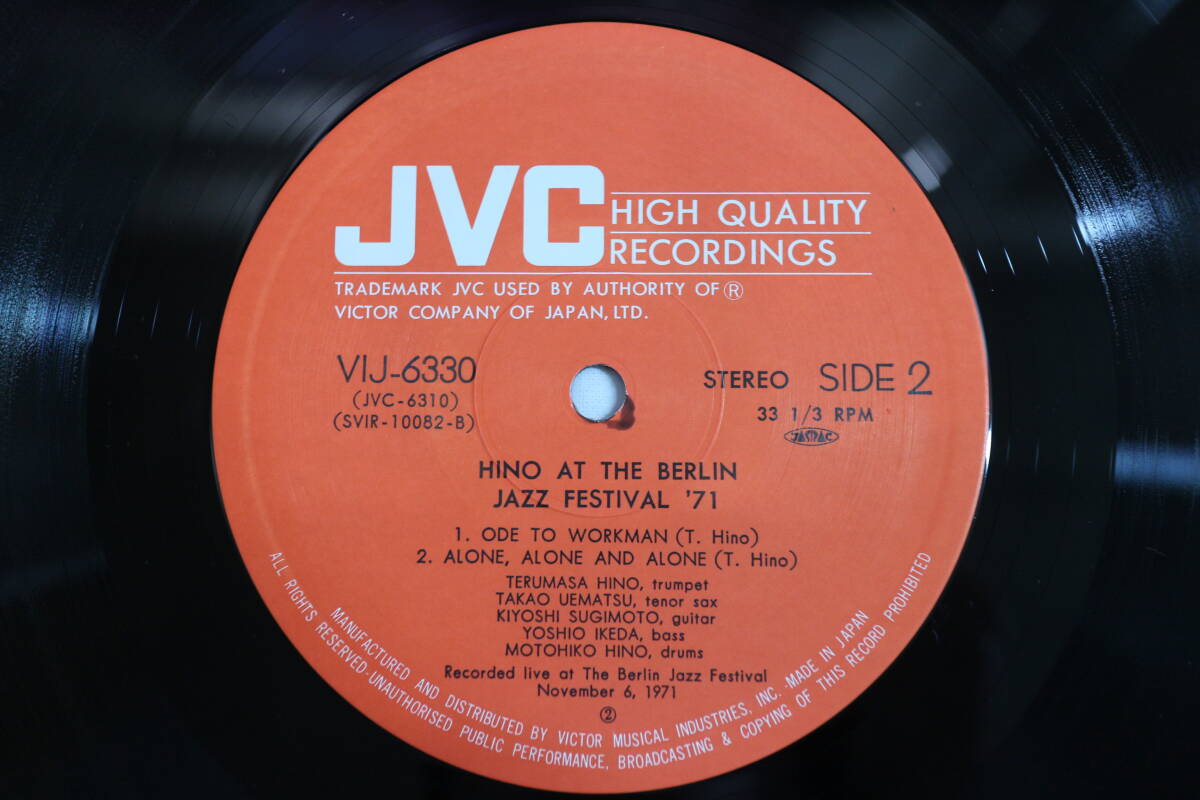 JVC HIGH QUALITY
RECORDINGS
TRADEMARK JVC USED BY AUTHORITY OF ®
VICTOR COMPANY OF JAPAN, LTD.
VIJ-6330
(JVC-6310)
(SVIR-10082-B)
STEREO SIDE 2
33 1/3 RPM
JASRAC
HINO AT THE BERLIN
JAZZ FESTIVAL '71
1. ODE TO WORKMAN (T. Hino)
2. ALONE, ALONE AND ALONE (T. Hino)
TERUMASA HINO, trumpet
TAKAO UEMATSU, tenor sax
KIYOSHI SUGIMOTO, guitar
YOSHIO IKEDA, bass
MOTOHIKO HINO, drums
Recorded live at The Berlin Jazz Festival
November 6, 1971
②
MANUFACTURED AND DISTRIBUTED BY VICTOR MUSICAL INDUSTRIES, INC. ·MADE IN JAPAN
ALL RIGHTS RESERVED·UNAUTHORISED PUBLIC PERFORMANCE, BROADCASTING & COPYING OF THIS RECORD PROHIBITED